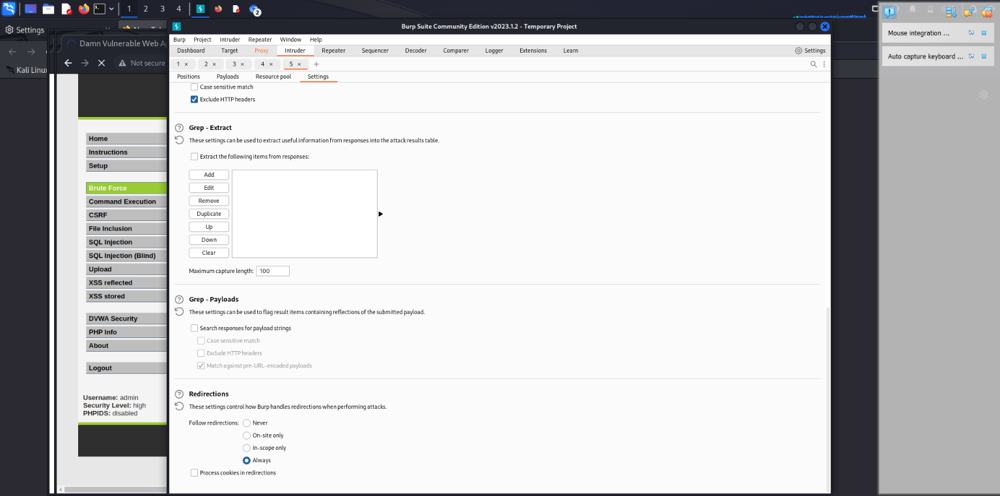 1 2 3 4 2
Settings
Burp Suite Community Edition v2023.1.2 - Temporary Project
Mouse integration ...
Auto capture keyboard ...
Damn Vulnerable Web A
Not secure
Kali Linux
Burp Project Intruder Repeater Window Help
Dashboard Target Proxy Intruder Repeater Sequencer Decoder Comparer Logger Extensions Learn Settings
1 × 2 × 3 × 4 × 5 × +
Positions Payloads Resource pool Settings
Case sensitive match
Exclude HTTP headers
Grep - Extract
These settings can be used to extract useful information from responses into the attack results table.
Extract the following items from responses:
Add
Edit
Remove
Duplicate
Up
Down
Clear
Maximum capture length: 100
Grep - Payloads
These settings can be used to flag result items containing reflections of the submitted payload.
Search responses for payload strings
Case sensitive match
Exclude HTTP headers
Match against pre-URL-encoded payloads
Redirections
These settings control how Burp handles redirections when performing attacks.
Follow redirections: Never
On-site only
In-scope only
Always
Process cookies in redirections
Home
Instructions
Setup
Brute Force
Command Execution
CSRF
File Inclusion
SQL Injection
SQL Injection (Blind)
Upload
XSS reflected
XSS stored
DVWA Security
PHP Info
About
Logout
Username: admin
Security Level: high
PHPIDS: disabled